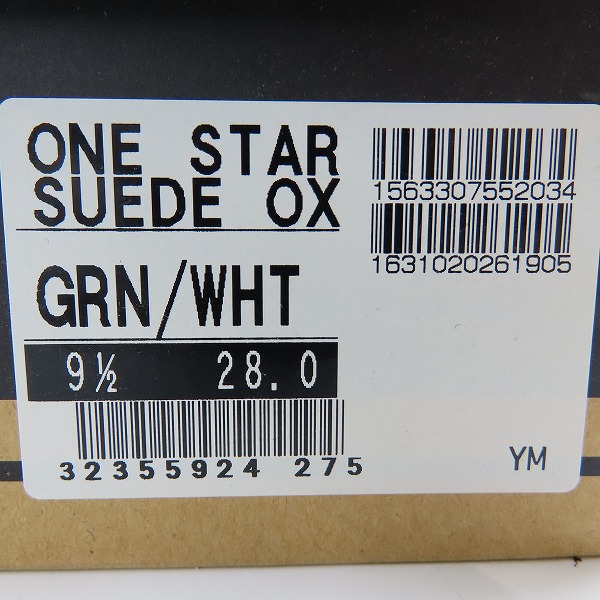 ONE STAR
SUEDE OX
1563307552034
1631020261905
GRN/WHT
9½ 28.0
32355924 275
YM